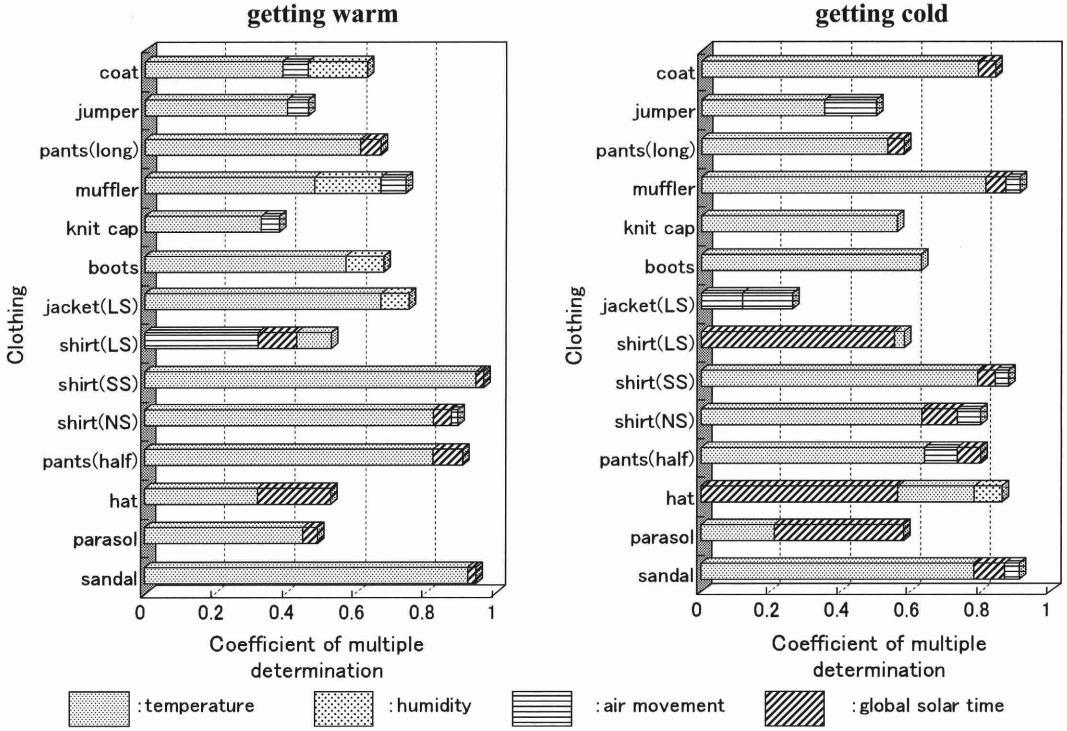 getting warm
Clothing
coat
jumper
pants(long)
muffler
knit cap
boots
jacket(LS)
shirt(LS)
shirt(SS)
shirt(NS)
pants(half)
hat
parasol
sandal
0 0.2 0.4 0.6 0.8 1
Coefficient of multiple
determination
getting cold
coat
jumper
pants(long)
muffler
knit cap
boots
jacket(LS)
shirt(LS)
shirt(SS)
shirt(NS)
pants(half)
hat
parasol
sandal
0 0.2 0.4 0.6 0.8 1
Coefficient of multiple
determination
:temperature :humidity :air movement :global solar time